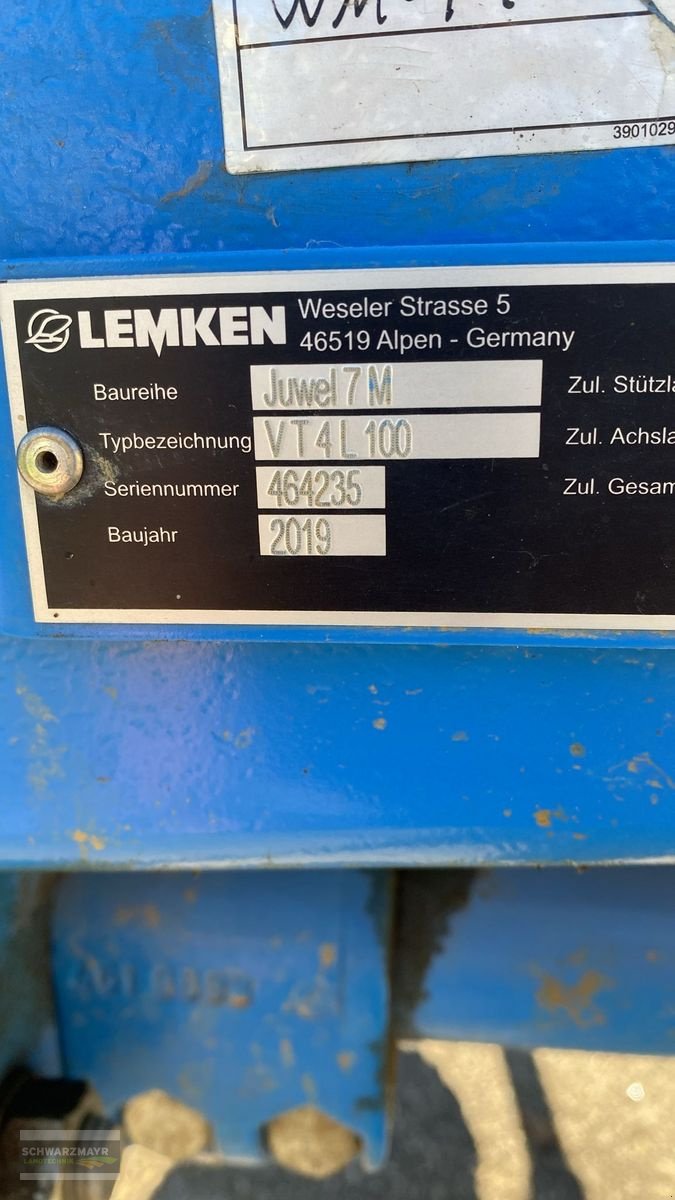 3901029
LEMKEN
Weseler Strasse 5
46519 Alpen - Germany
Baureihe Juwel 7 M Zul. Stützla
Typbezeichnung VT 4 L 100 Zul. Achsla
Seriennummer 464235 Zul. Gesam
Baujahr 2019
SCHWARZMAYR
LANDTECHNIK